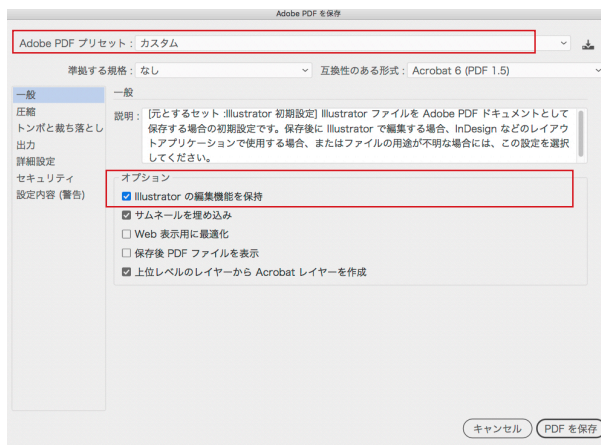 Adobe PDF を保存
Adobe PDF プリセット： カスタム
準拠する規格： なし 互換性のある形式： Acrobat 6 (PDF 1.5)
一般
圧縮
トンボと裁ち落とし
出力
詳細設定
セキュリティ
設定内容 (警告)
一般
説明： [元とするセット :Illustrator 初期設定] Illustrator ファイルを Adobe PDF ドキュメントとして
保存する場合の初期設定です。保存後に Illustrator で編集する場合、InDesign などのレイアウ
トアプリケーションで使用する場合、またはファイルの用途が不明な場合には、この設定を選択
してください。
オプション
Illustrator の編集機能を保持
サムネールを埋め込み
Web 表示用に最適化
保存後 PDF ファイルを表示
上位レベルのレイヤーから Acrobat レイヤーを作成
キャンセル PDF を保存